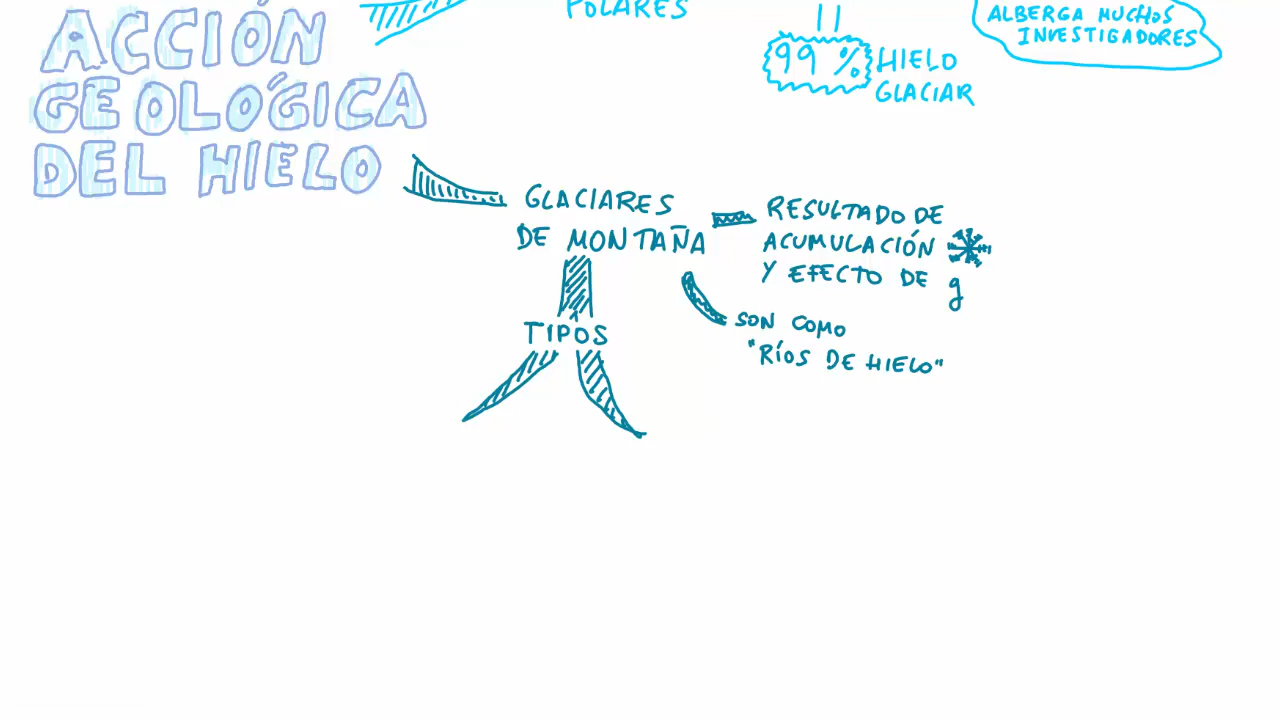 ACCIÓN
GEOLÓGICA
DEL HIELO
POLARES
99 % HIELO
GLACIAR
ALBERGA MUCHOS
INVESTIGADORES
GLACIARES
DE MONTAÑA
RESULTADO DE
ACUMULACIÓN
Y EFECTO DE g
SON COMO
"RÍOS DE HIELO"
TIPOS